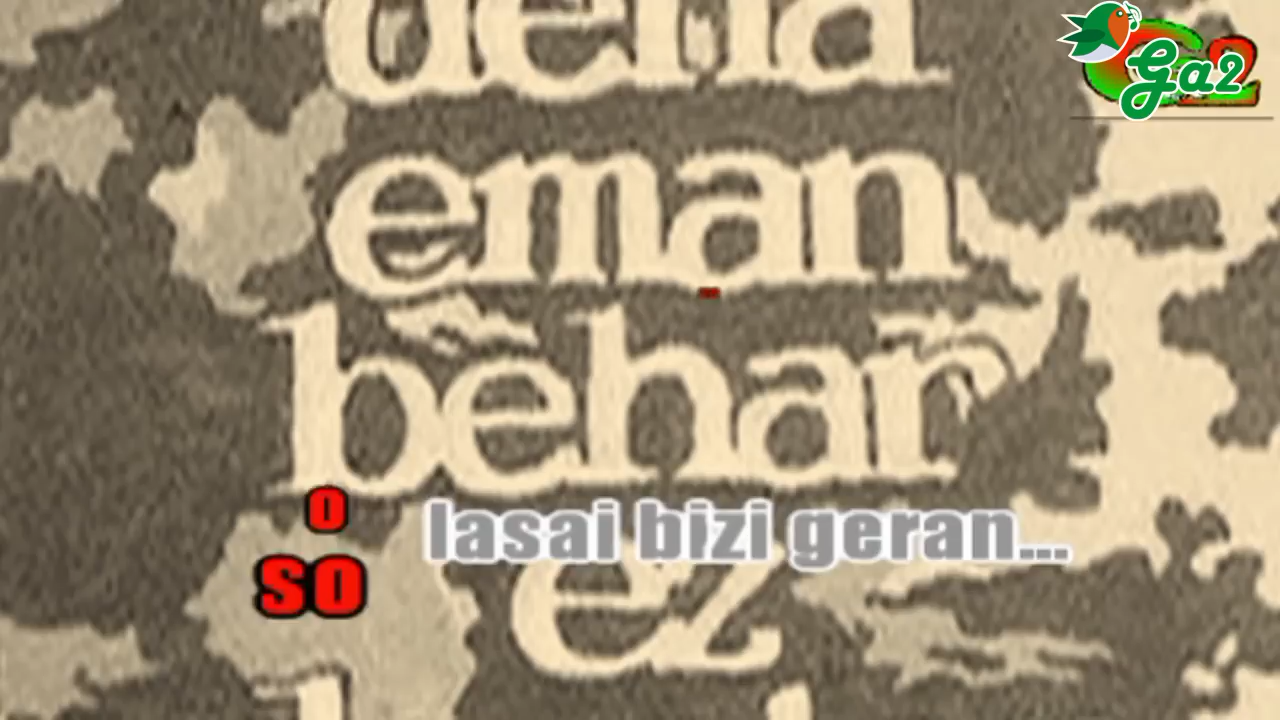 Ga2
dena
eman
behar
o
lasai bizi geran...
so
ez